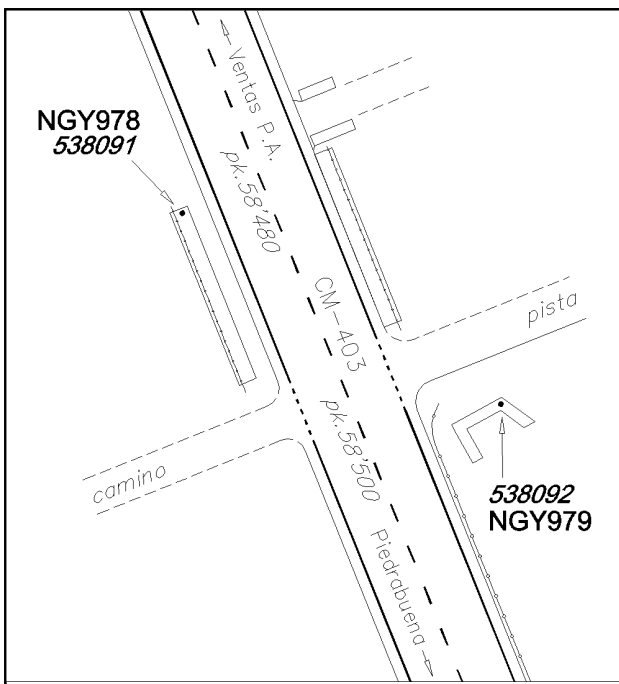 Ventas P.A.
NGY978
538091
pk.58'480
CM-403
pista
pk.58'500
camino
538092
NGY979
Piedrabuena